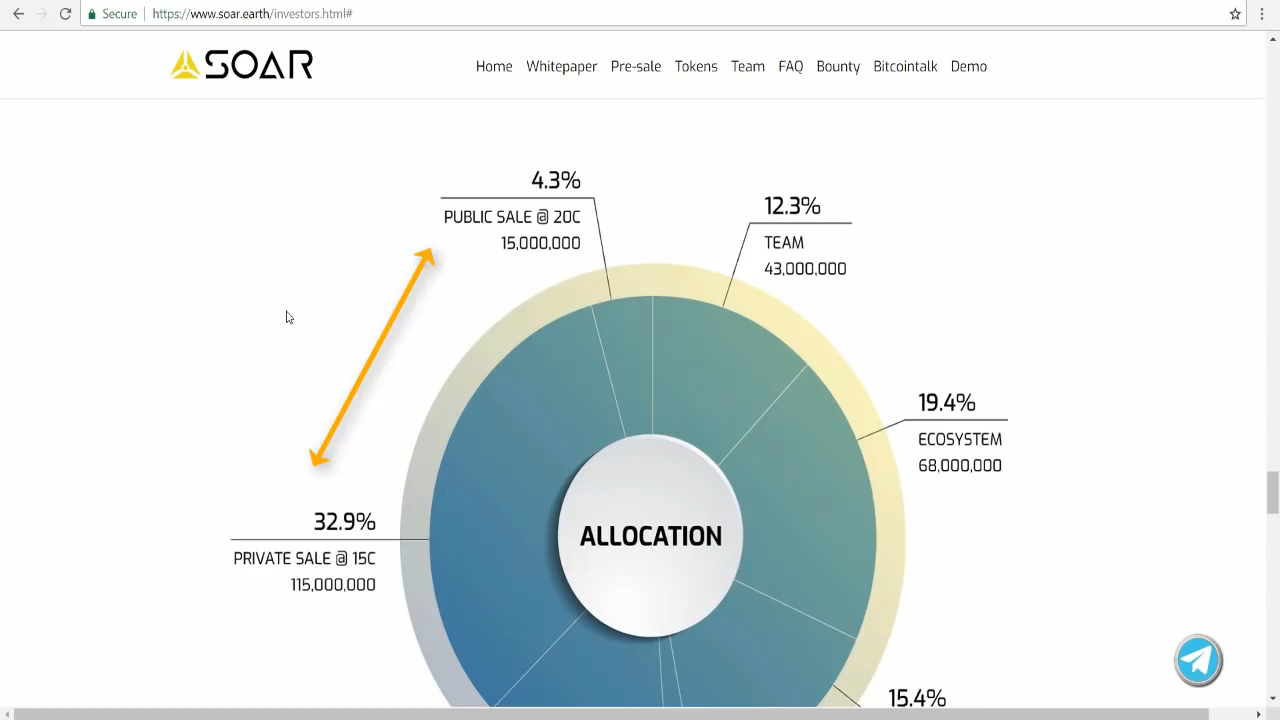 Secure
https://www.soar.earth/investors.html#
SOAR
Home Whitepaper Pre-sale Tokens Team FAQ Bounty Bitcointalk Demo
4.3%
PUBLIC SALE @ 20C
15,000,000
12.3%
TEAM
43,000,000
19.4%
ECOSYSTEM
68,000,000
ALLOCATION
32.9%
PRIVATE SALE @ 15C
115,000,000
15.4%